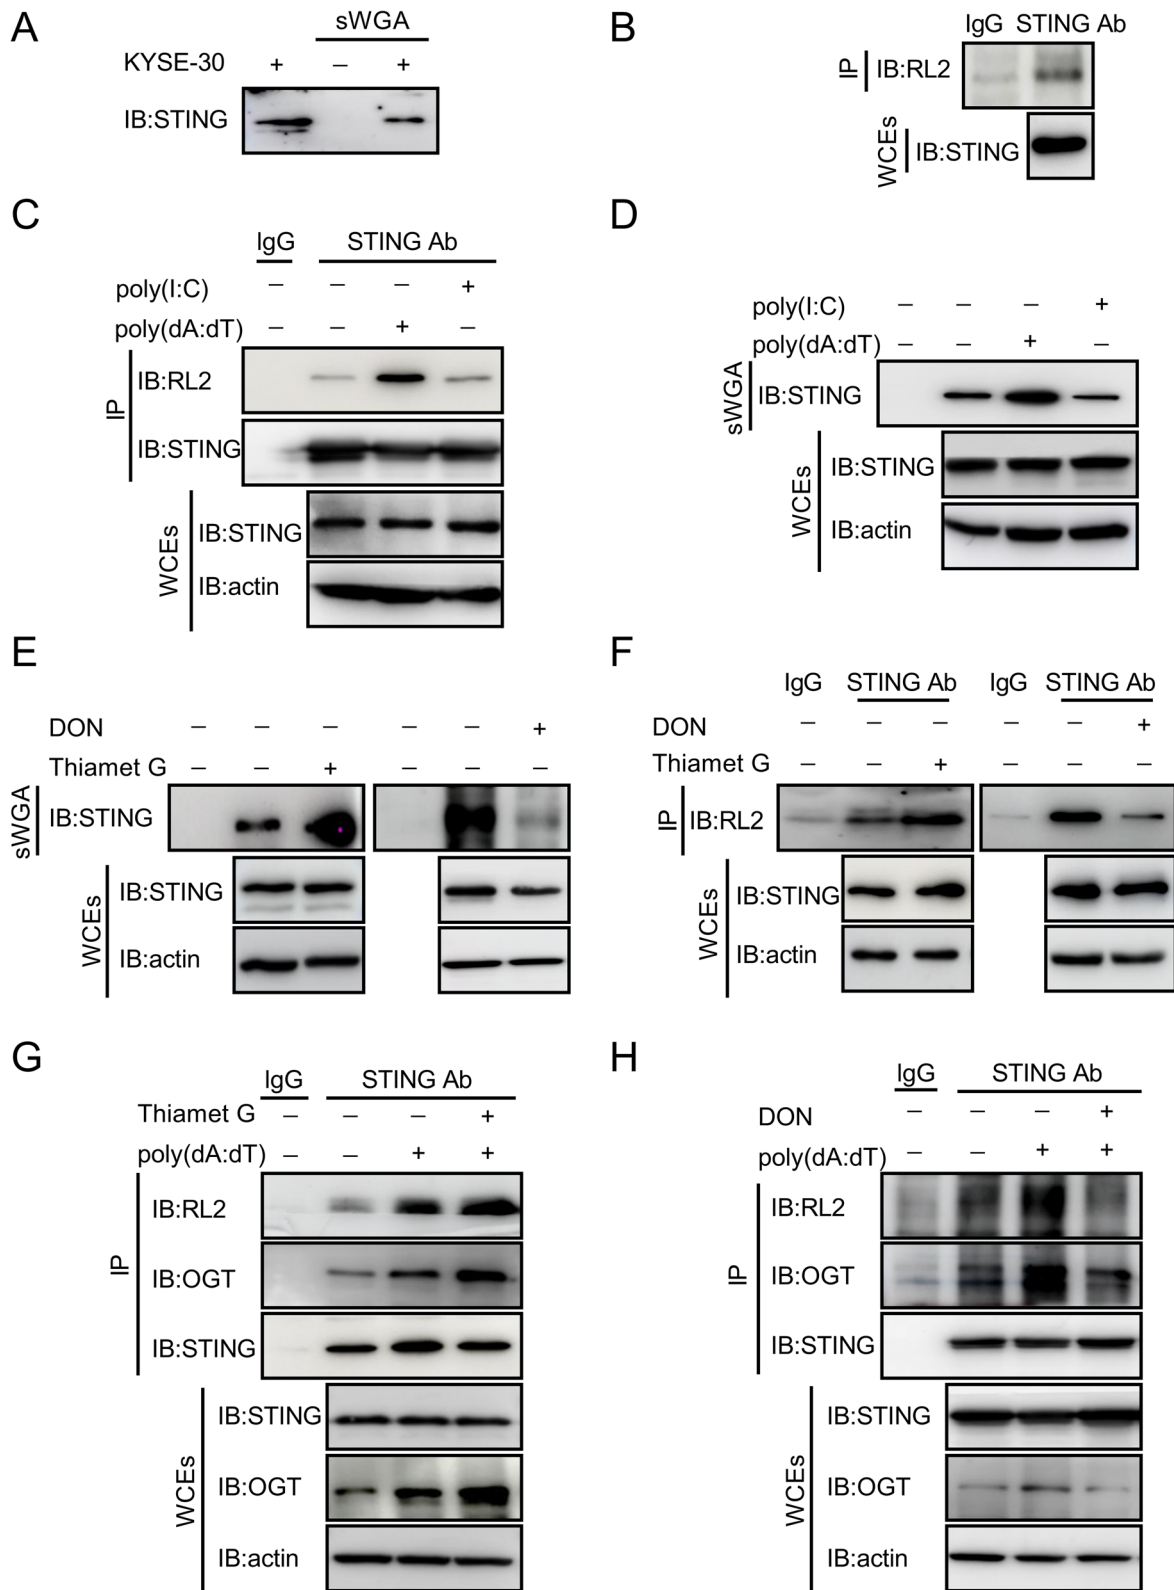 A
sWGA
KYSE-30 + − +
IB:STING
B
IgG STING Ab
IP IB:RL2
WCEs IB:STING
C
IgG STING Ab
poly(I:C) − − − +
poly(dA:dT) − − + −
IP
IB:RL2
IB:STING
WCEs
IB:STING
IB:actin
D
poly(I:C) − − − +
poly(dA:dT) − − + −
sWGA IB:STING
WCEs
IB:STING
IB:actin
E
DON − − − − − +
Thiamet G − − + − − −
sWGA IB:STING
WCEs
IB:STING
IB:actin
F
IgG STING Ab IgG STING Ab
DON − − − − − +
Thiamet G − − + − − −
IP IB:RL2
WCEs
IB:STING
IB:actin
G
IgG STING Ab
Thiamet G − − − +
poly(dA:dT) − − + +
IP
IB:RL2
IB:OGT
IB:STING
WCEs
IB:STING
IB:OGT
IB:actin
H
IgG STING Ab
DON − − − +
poly(dA:dT) − − + +
IP
IB:RL2
IB:OGT
IB:STING
WCEs
IB:STING
IB:OGT
IB:actin